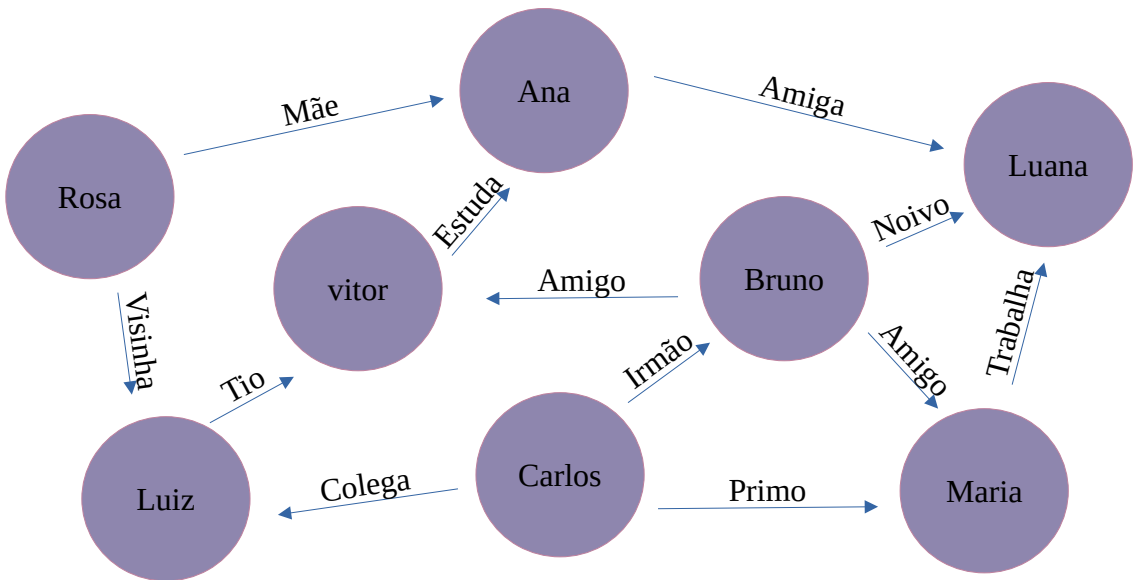 Ana
Mãe
Amiga
Luana
Rosa
Estuda
Noivo
vitor
Amigo
Bruno
Visinha
Trabalha
Tio
Irmão
Amigo
Colega
Carlos
Primo
Maria
Luiz